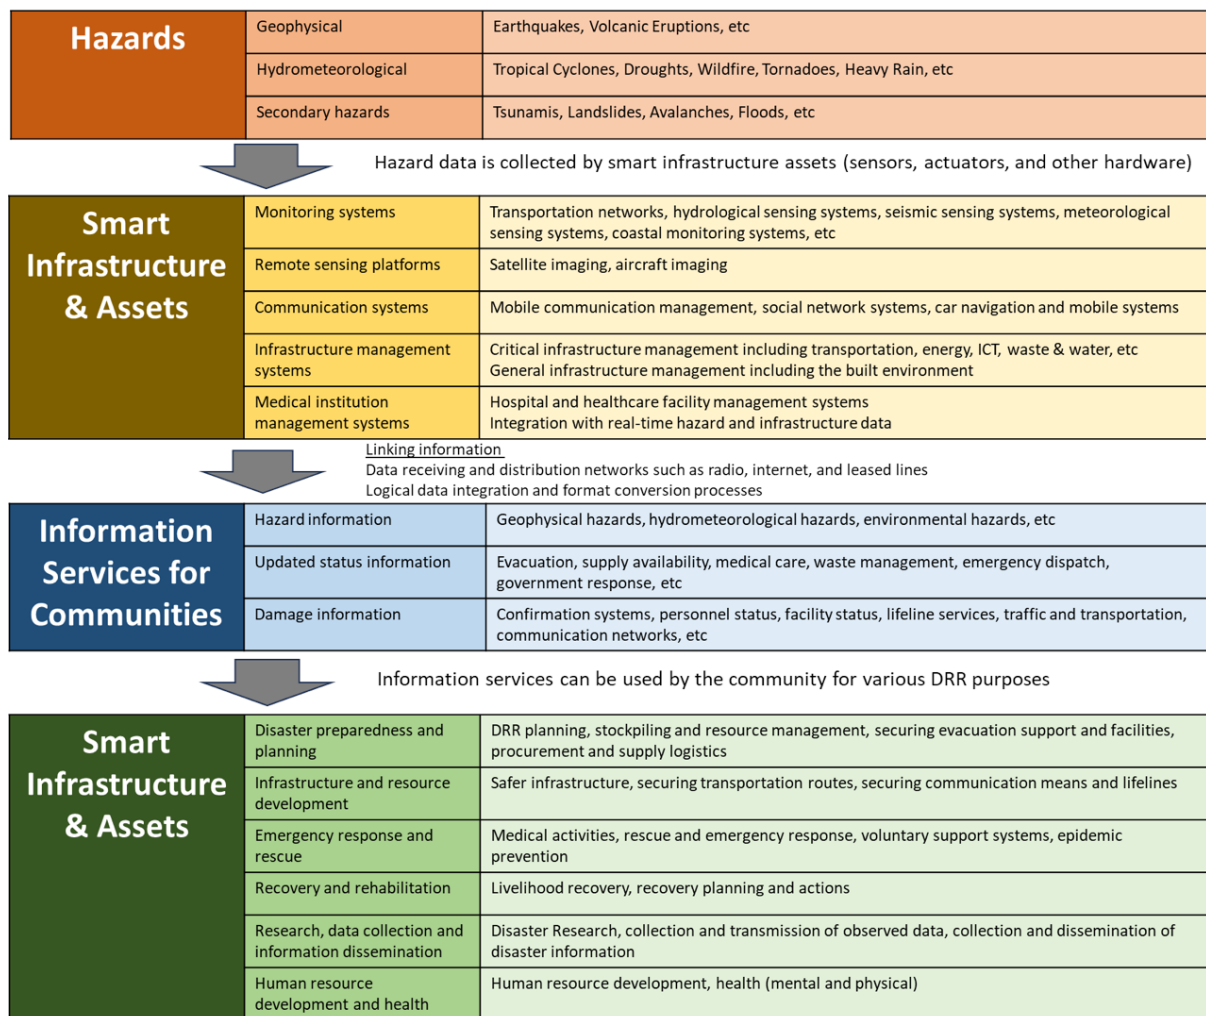 Hazards
Geophysical
Earthquakes, Volcanic Eruptions, etc
Hydrometeorological
Tropical Cyclones, Droughts, Wildfire, Tornadoes, Heavy Rain, etc
Secondary hazards
Tsunamis, Landslides, Avalanches, Floods, etc
Hazard data is collected by smart infrastructure assets (sensors, actuators, and other hardware)
Smart
Infrastructure
& Assets
Monitoring systems
Transportation networks, hydrological sensing systems, seismic sensing systems, meteorological
sensing systems, coastal monitoring systems, etc
Remote sensing platforms
Satellite imaging, aircraft imaging
Communication systems
Mobile communication management, social network systems, car navigation and mobile systems
Infrastructure management
systems
Critical infrastructure management including transportation, energy, ICT, waste & water, etc
General infrastructure management including the built environment
Medical institution
management systems
Hospital and healthcare facility management systems
Integration with real-time hazard and infrastructure data
Linking information
Data receiving and distribution networks such as radio, internet, and leased lines
Logical data integration and format conversion processes
Information
Services for
Communities
Hazard information
Geophysical hazards, hydrometeorological hazards, environmental hazards, etc
Updated status information
Evacuation, supply availability, medical care, waste management, emergency dispatch,
government response, etc
Damage information
Confirmation systems, personnel status, facility status, lifeline services, traffic and transportation,
communication networks, etc
Information services can be used by the community for various DRR purposes
Smart
Infrastructure
& Assets
Disaster preparedness and
planning
DRR planning, stockpiling and resource management, securing evacuation support and facilities,
procurement and supply logistics
Infrastructure and resource
development
Safer infrastructure, securing transportation routes, securing communication means and lifelines
Emergency response and
rescue
Medical activities, rescue and emergency response, voluntary support systems, epidemic
prevention
Recovery and rehabilitation
Livelihood recovery, recovery planning and actions
Research, data collection and
information dissemination
Disaster Research, collection and transmission of observed data, collection and dissemination of
disaster information
Human resource
development and health
Human resource development, health (mental and physical)